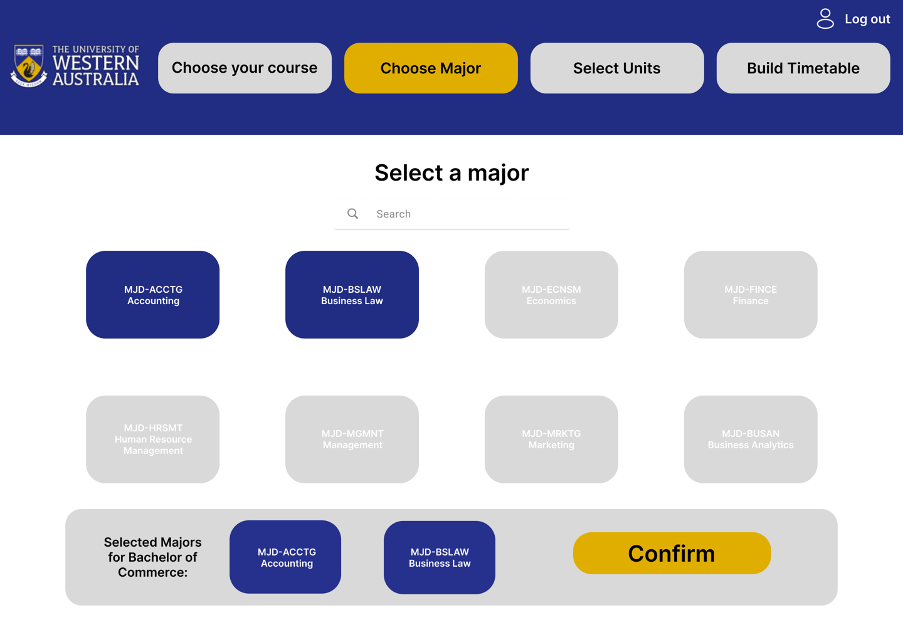 Log out
THE UNIVERSITY OF
WESTERN
AUSTRALIA
Choose your course
Choose Major
Select Units
Build Timetable
Select a major
Search
MJD-ACCTG
Accounting
MJD-BSLAW
Business Law
MJD-ECNSM
Economics
MJD-FINCE
Finance
MJD-HRSMT
Human Resource
Management
MJD-MGMNT
Management
MJD-MRKTG
Marketing
MJD-BUSAN
Business Analytics
Selected Majors
for Bachelor of
Commerce:
MJD-ACCTG
Accounting
MJD-BSLAW
Business Law
Confirm